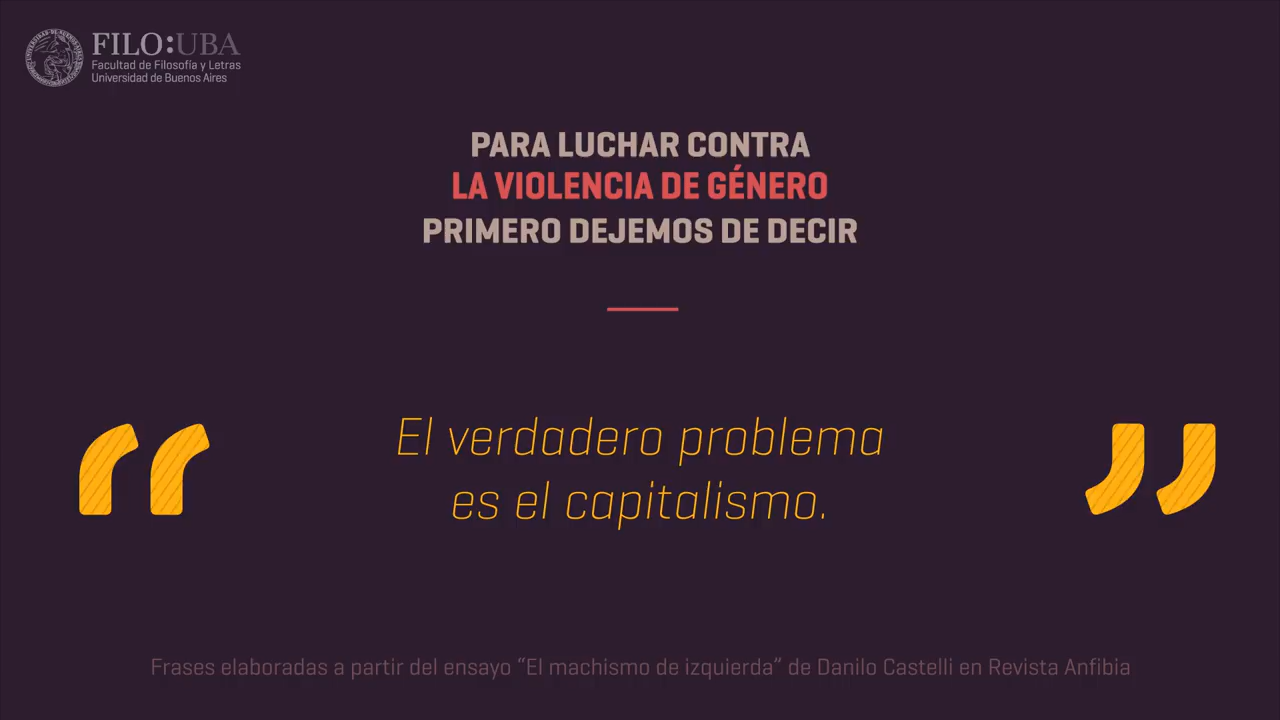 FILO:UBA
Facultad de Filosofía y Letras
Universidad de Buenos Aires
PARA LUCHAR CONTRA
LA VIOLENCIA DE GÉNERO
PRIMERO DEJEMOS DE DECIR
“El verdadero problema
es el capitalismo.”
Frases elaboradas a partir del ensayo “El machismo de izquierda” de Danilo Castelli en Revista Anfibia